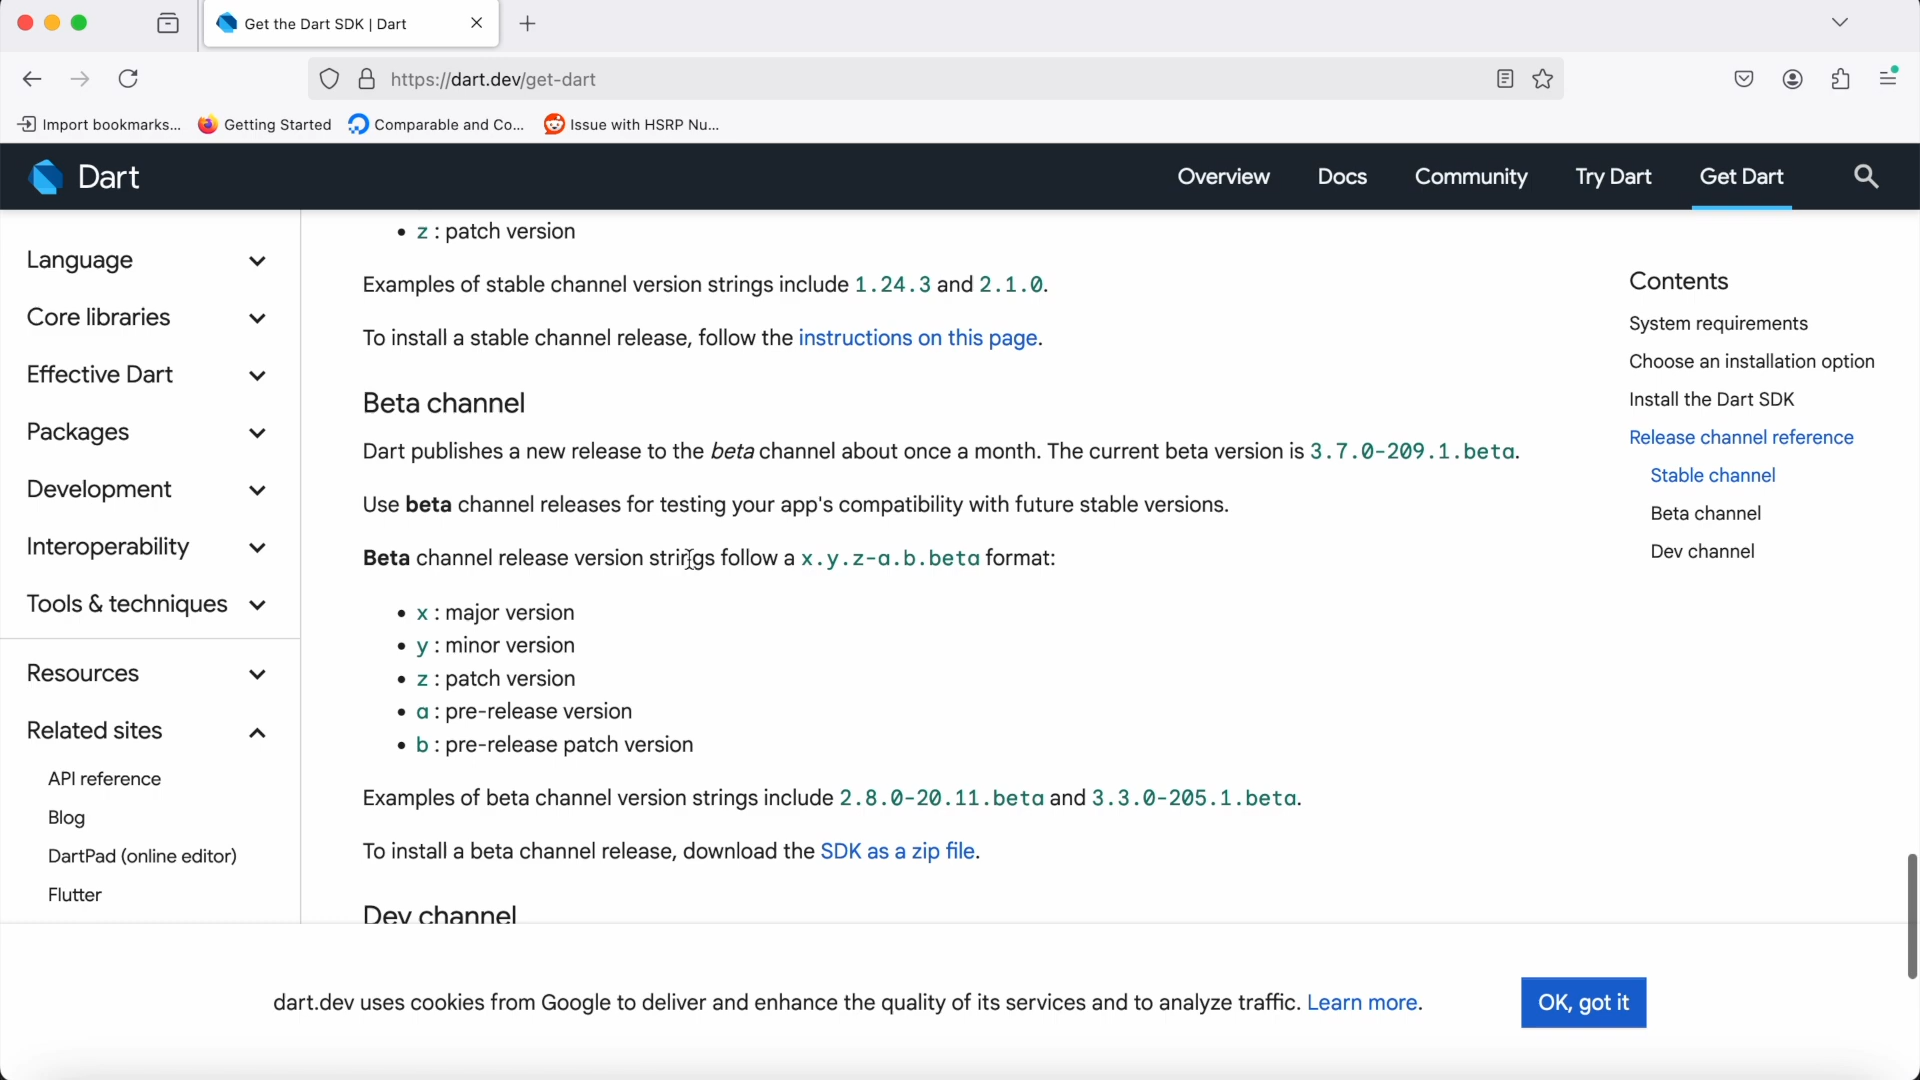 Get the Dart SDK | Dart
https://dart.dev/get-dart
Import bookmarks...
Getting Started
Comparable and Co...
Issue with HSRP Nu...
Dart
Overview
Docs
Community
Try Dart
Get Dart
Language
Core libraries
Effective Dart
Packages
Development
Interoperability
Tools & techniques
Resources
Related sites
API reference
Blog
DartPad (online editor)
Flutter
• z : patch version
Examples of stable channel version strings include 1.24.3 and 2.1.0.
To install a stable channel release, follow the instructions on this page.
Beta channel
Dart publishes a new release to the beta channel about once a month. The current beta version is 3.7.0-209.1.beta.
Use beta channel releases for testing your app's compatibility with future stable versions.
Beta channel release version strings follow a x.y.z-a.b.beta format:
• x : major version
• y : minor version
• z : patch version
• a : pre-release version
• b : pre-release patch version
Examples of beta channel version strings include 2.8.0-20.11.beta and 3.3.0-205.1.beta.
To install a beta channel release, download the SDK as a zip file.
Dev channel
Contents
System requirements
Choose an installation option
Install the Dart SDK
Release channel reference
Stable channel
Beta channel
Dev channel
dart.dev uses cookies from Google to deliver and enhance the quality of its services and to analyze traffic. Learn more.
OK, got it